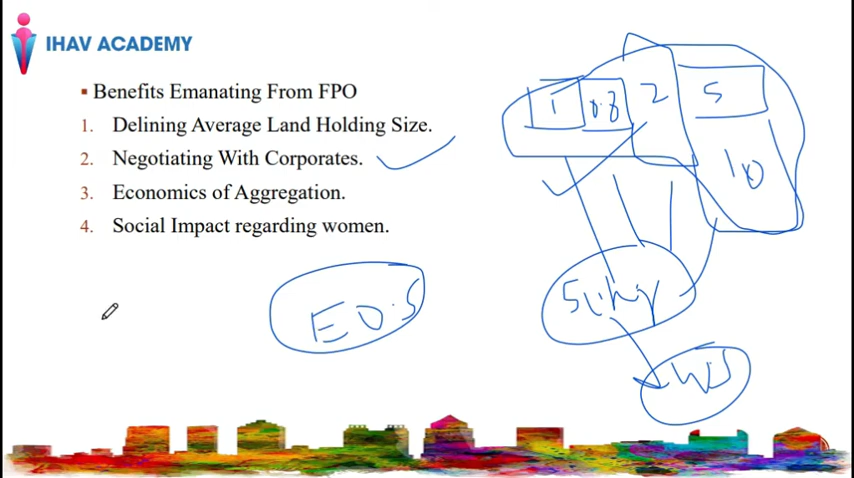 IHAV ACADEMY
▪ Benefits Emanating From FPO
1. Delining Average Land Holding Size.
2. Negotiating With Corporates.
3. Economics of Aggregation.
4. Social Impact regarding women.
1 0.8 2 5
10
EO.S